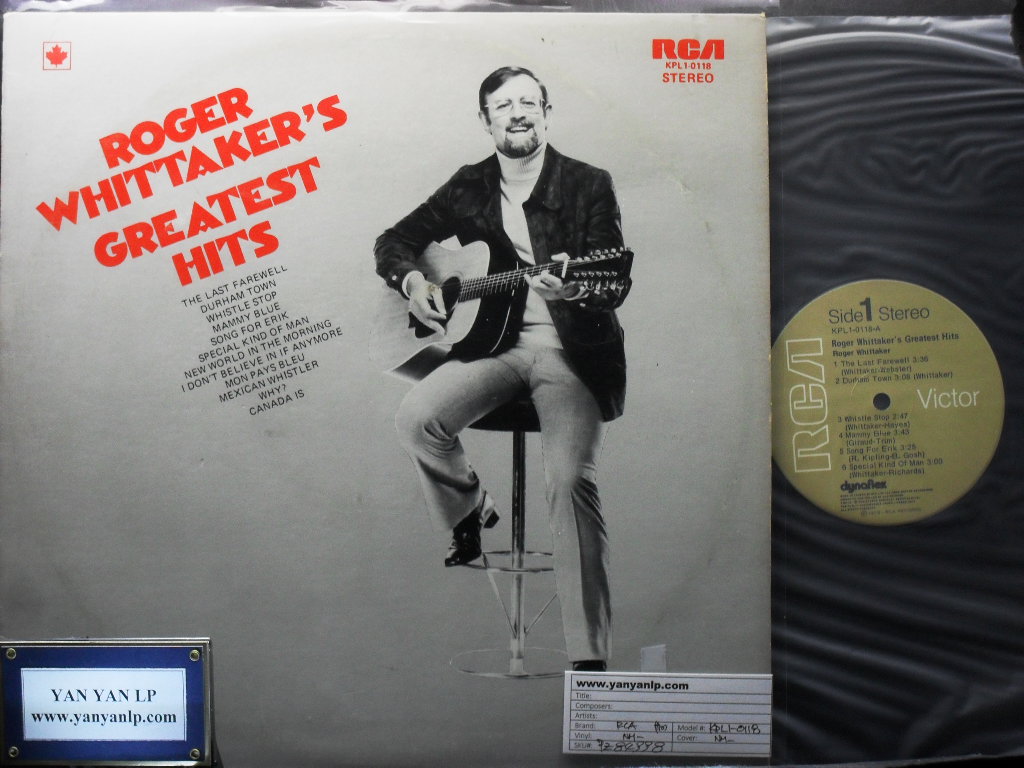 ROGER
WHITTAKER'S
GREATEST
HITS
THE LAST FAREWELL
DURHAM TOWN
WHISTLE STOP
MAMMY BLUE
SONG FOR ERIK
SPECIAL KIND OF MAN
NEW WORLD IN THE MORNING
I DON'T BELIEVE IN IF ANYMORE
MON PAYS BLEU
MEXICAN WHISTLER
WHY?
CANADA IS
RCA
KPL1-0118
STEREO
Side 1 Stereo
KPL1-0118-A
Roger Whittaker's Greatest Hits
Roger Whittaker
1 The Last Farewell 3:36
(Whittaker-Webster)
2 Durham Town 3:08 (Whittaker)
RCA
Victor
3 Whistle Stop 2:47
(Whittaker-Hayes)
4 Mammy Blue 3:43
(Giraud-Trim)
5 Song For Erik 3:25
(R. Kipling-B. Gosh)
6 Special Kind Of Man 3:09
(Whittaker-Richards)
dynaflex
YAN YAN LP
www.yanyanlp.com
www.yanyanlp.com
Title:
Composers:
Artists:
Brand: RCA Model #: KPL1-0118
Vinyl: NM- Cover: NM-
SKU#: